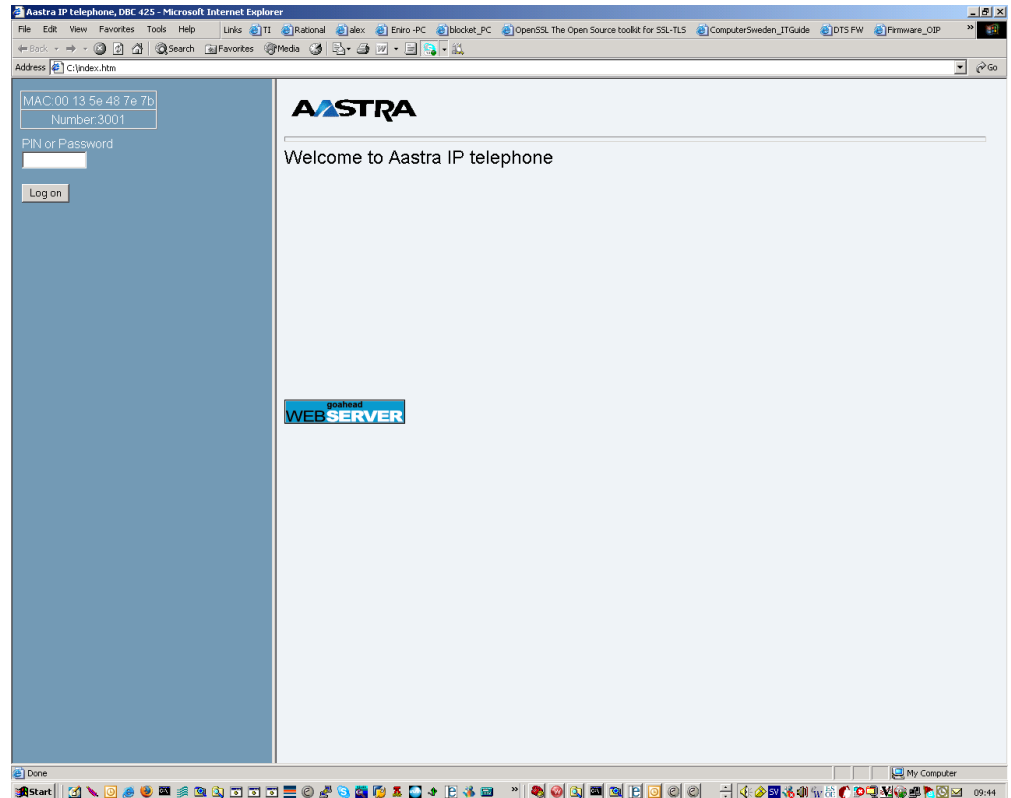 Aastra IP telephone, DBC 425 - Microsoft Internet Explorer
File Edit View Favorites Tools Help Links TI Rational alex Eniro -PC blocket_PC OpenSSL The Open Source toolkit for SSL-TLS ComputerSweden_ITGuide DTS FW Firmware_OIP »
Back Search Favorites Media
Address C:\index.htm Go
MAC:00 13 5e 48 7e 7b
Number:3001
PIN or Password
Log on
AASTRA
Welcome to Aastra IP telephone
goahead
WEBSERVER
Done My Computer
Start » SV 09:44